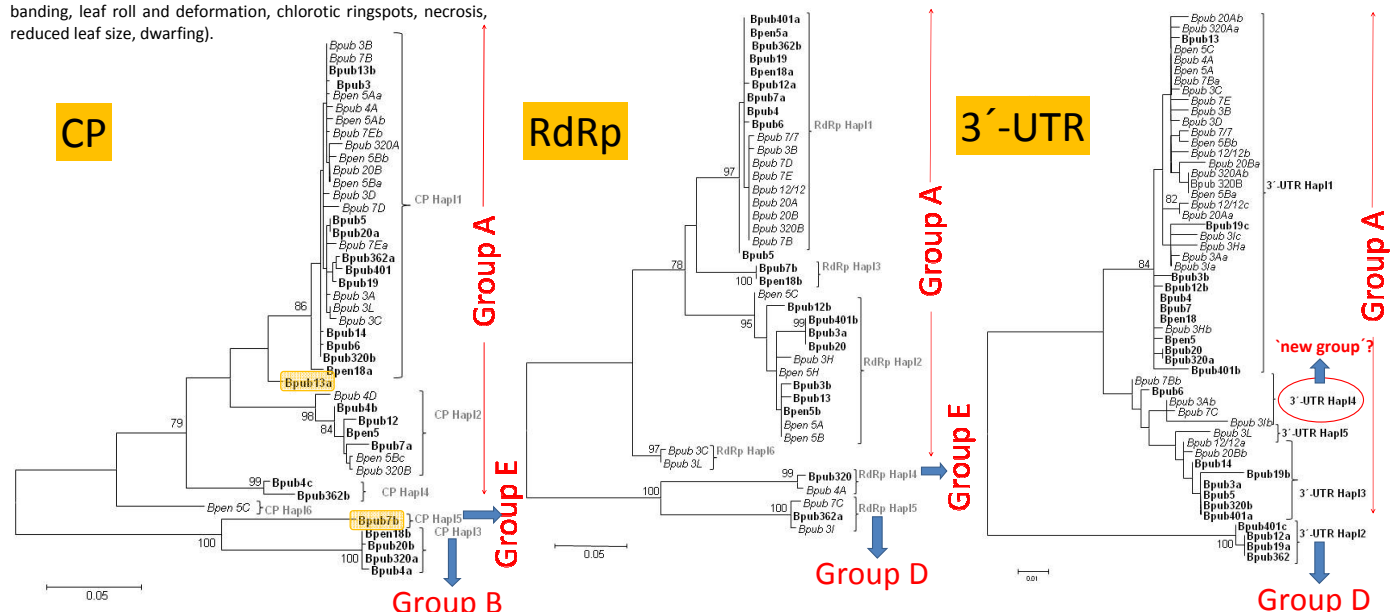 banding, leaf roll and deformation, chlorotic ringspots, necrosis,
reduced leaf size, dwarfing).
CP
Bpub 3B
Bpub 7B
Bpub13b
Bpub3
Bpen 5Aa
Bpub 4A
Bpen 5Ab
Bpub 7Eb
Bpub 320A
Bpen 5Bb
Bpub 20B
Bpen 5Ba
Bpub 3D
Bpub 7D
Bpub5
Bpub20a
Bpub 7Ea
Bpub362a
Bpub401
Bpub19
Bpub 3A
Bpub 3L
Bpub 3C
Bpub14
Bpub6
Bpub320b
Bpen18a
Bpub13a
Bpub 4D
Bpub4b
Bpub12
Bpen5
Bpub7a
Bpen 5Bc
Bpub 320B
Bpub4c
Bpub362b
Bpen 5C
Bpub7b
Bpen18b
Bpub20b
Bpub320a
Bpub4a
CP Hapl1
CP Hapl2
CP Hapl4
CP Hapl6
CP Hapl5
CP Hapl3
86
98
84
79
99
100
100
0.05
Group A
Group E
Group B
RdRp
Bpub401a
Bpen5a
Bpub362b
Bpub19
Bpen18a
Bpub12a
Bpub7a
Bpub4
Bpub6
Bpub 7/7
Bpub 3B
Bpub 7D
Bpub 7E
Bpub 12/12
Bpub 20A
Bpub 20B
Bpub 320B
Bpub 7B
Bpub5
Bpub7b
Bpen18b
Bpen 5C
Bpub12b
Bpub401b
Bpub3a
Bpub20
Bpub 3H
Bpen 5H
Bpub3b
Bpub13
Bpen5b
Bpen 5A
Bpen 5B
Bpub 3C
Bpub 3L
Bpub320
Bpub 4A
Bpub 7C
Bpub362a
Bpub 3I
RdRp Hapl1
RdRp Hapl3
RdRp Hapl2
RdRp Hapl6
RdRp Hapl4
RdRp Hapl5
97
78
100
95
99
97
99
100
100
0.05
Group A
Group E
Group D
3´-UTR
Bpub 20Ab
Bpub 320Aa
Bpub13
Bpen 5C
Bpub 4A
Bpen 5A
Bpub 7Ba
Bpub 3C
Bpub 7E
Bpub 3B
Bpub 3D
Bpub 7/7
Bpen 5Bb
Bpub 12/12b
Bpub 20Ba
Bpub 320Ab
Bpub 320B
Bpen 5Ba
Bpub 12/12c
Bpub 20Aa
Bpub19c
Bpub 3Ic
Bpub 3Ha
Bpub 3Aa
Bpub 3Ia
Bpub3b
Bpub12b
Bpub4
Bpub7
Bpen18
Bpub 3Hb
Bpen5
Bpub20
Bpub320a
Bpub401b
Bpub 7Bb
Bpub6
Bpub 3Ab
Bpub 7C
Bpub 3Ib
Bpub 3L
Bpub 12/12a
Bpub 20Bb
Bpub14
Bpub19b
Bpub3a
Bpub5
Bpub320b
Bpub401a
Bpub401c
Bpub12a
Bpub19a
Bpub362
3´-UTR Hapl1
3´-UTR Hapl4
3´-UTR Hapl5
3´-UTR Hapl3
3´-UTR Hapl2
82
84
100
0.01
Group A
`new group´?
Group D